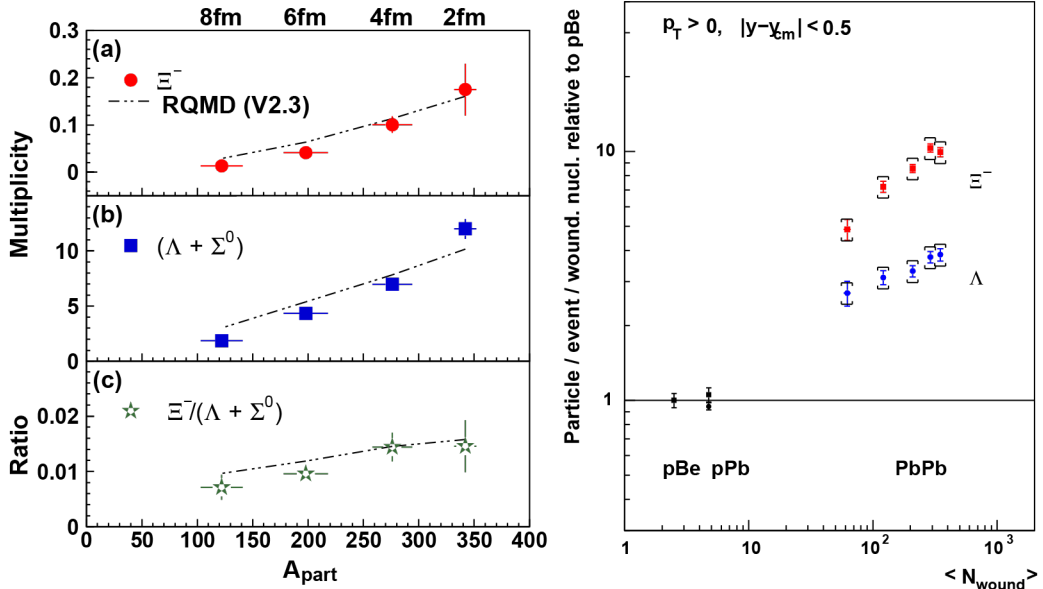 8fm 6fm 4fm 2fm
0.3
(a)
Ξ⁻
0.2
RQMD (V2.3)
0.1
0
Multiplicity
(b)
10
(Λ + Σ⁰)
5
0
(c)
0.02
Ξ⁻/(Λ + Σ⁰)
0.01
0
Ratio
0 50 100 150 200 250 300 350 400
A_part
Particle / event / wound. nucl. relative to pBe
p_T > 0, |y-y_cm| < 0.5
10
Ξ⁻
Λ
1
pBe pPb PbPb
1 10 10² 10³
< N_wound >